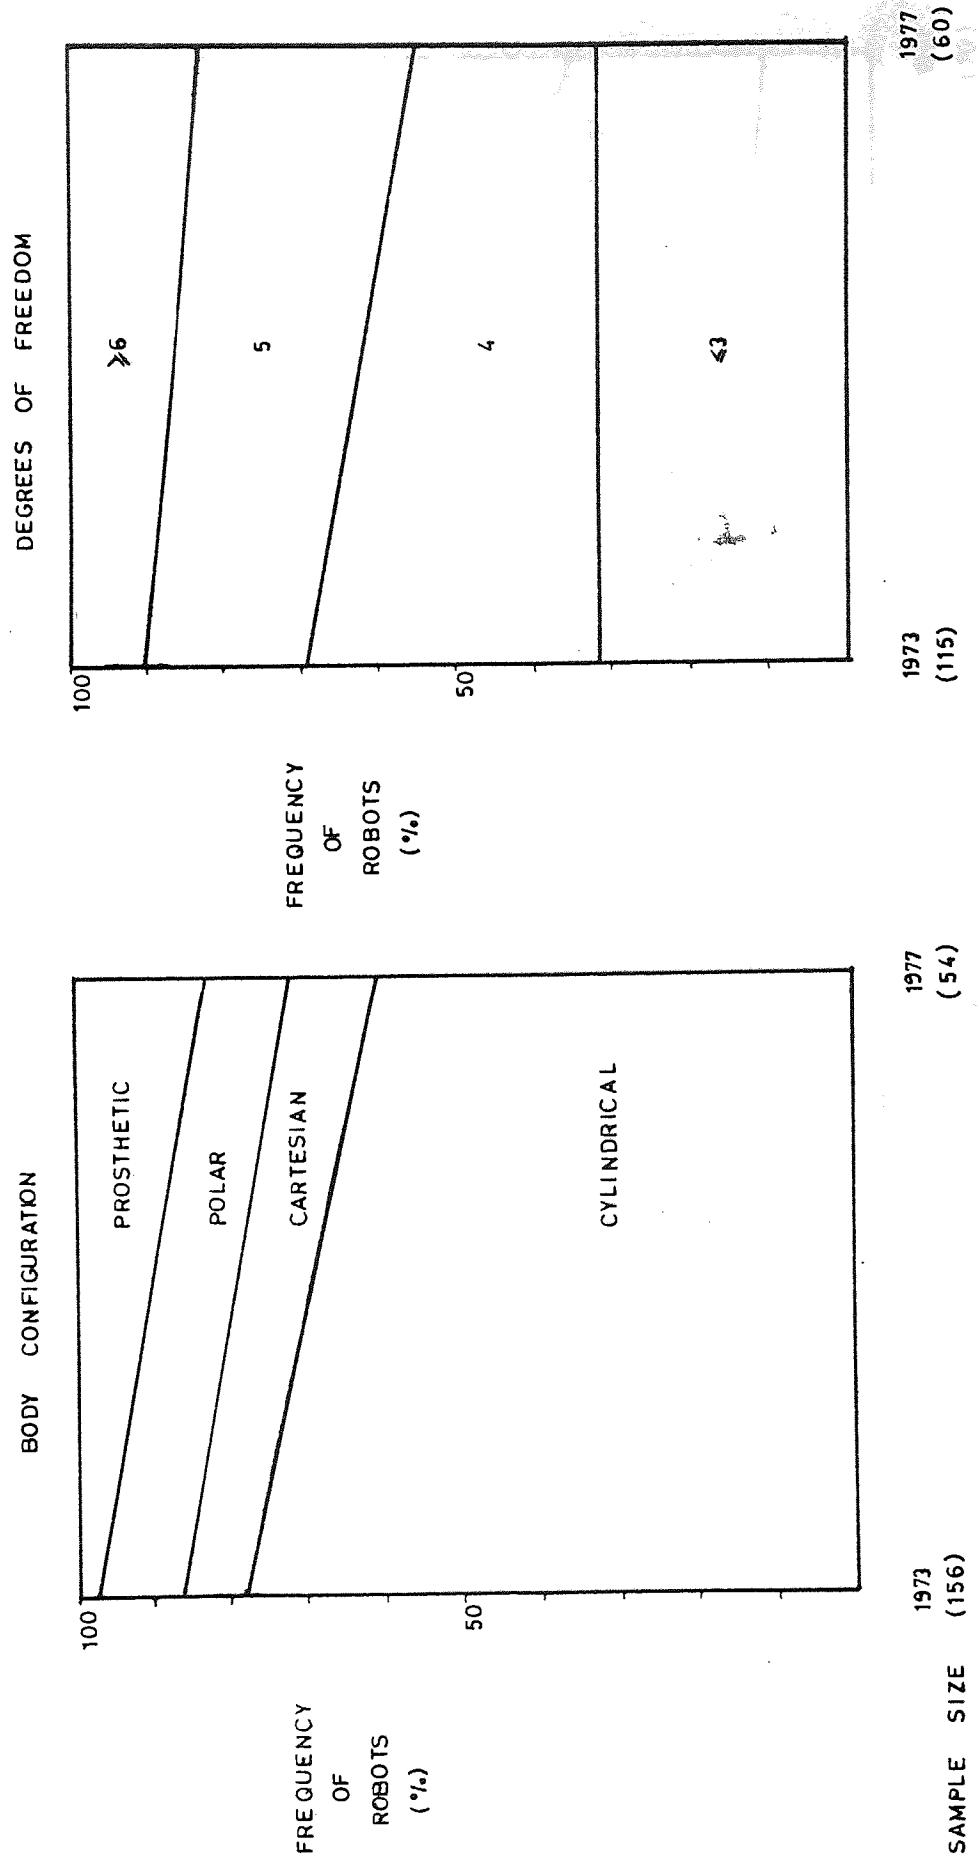 BODY CONFIGURATION
FREQUENCY
OF
ROBOTS
(%)
100
50
PROSTHETIC
POLAR
CARTESIAN
CYLINDRICAL
1973
1977
SAMPLE SIZE (156)
(54)
DEGREES OF FREEDOM
FREQUENCY
OF
ROBOTS
(%)
100
50
⩾6
5
4
⩽3
1973
1977
(115)
(60)